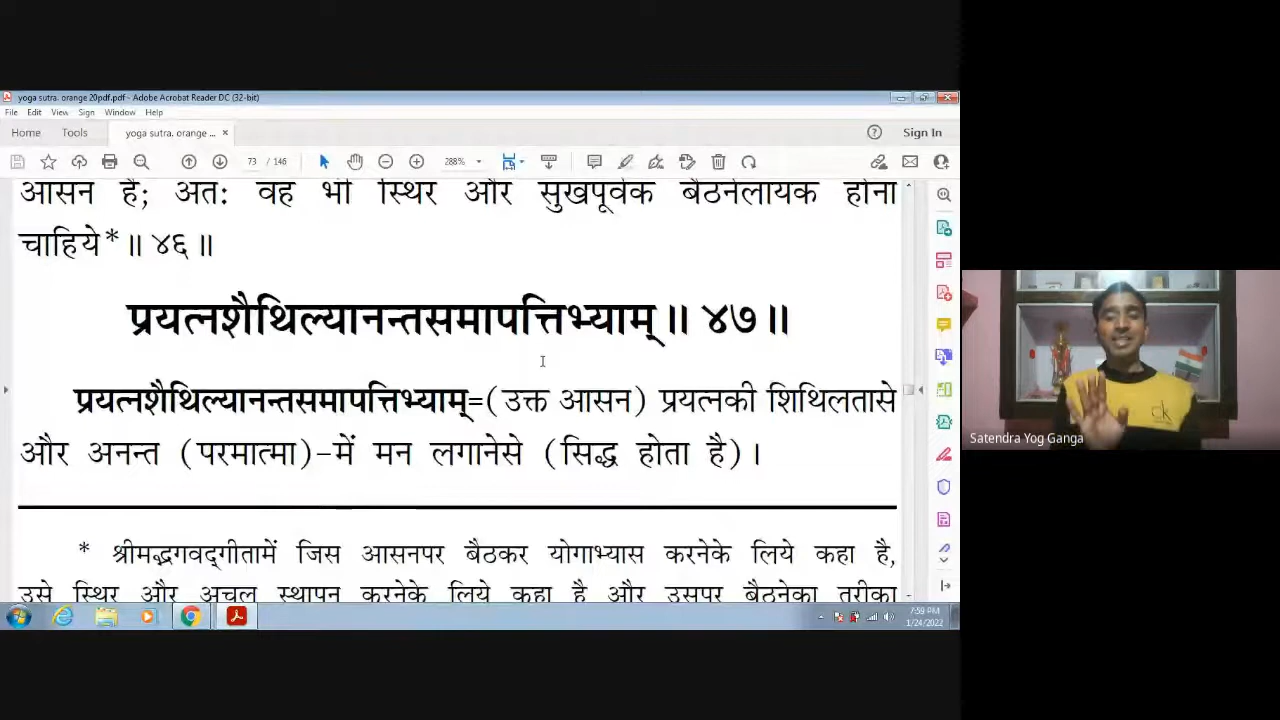 yoga sutra. orange 20pdf.pdf - Adobe Acrobat Reader DC (32-bit)
File Edit View Sign Window Help
Home Tools yoga sutra. orange ... × Sign In
73 / 146 288%
आसन है; अतः वह भी स्थिर और सुखपूर्वक बैठनेलायक होना
चाहिये*॥ ४६॥
प्रयत्नशैथिल्यानन्तसमापत्तिभ्याम्॥ ४७॥
प्रयत्नशैथिल्यानन्तसमापत्तिभ्याम्=(उक्त आसन) प्रयत्नकी शिथिलतासे
और अनन्त (परमात्मा)-में मन लगानेसे (सिद्ध होता है)।
* श्रीमद्भगवद्गीतामें जिस आसनपर बैठकर योगाभ्यास करनेके लिये कहा है,
उसे स्थिर और अचल स्थापन करनेके लिये कहा है और उसपर बैठनेका तरीका
7:59 PM
1/24/2022
ck
Satendra Yog Ganga